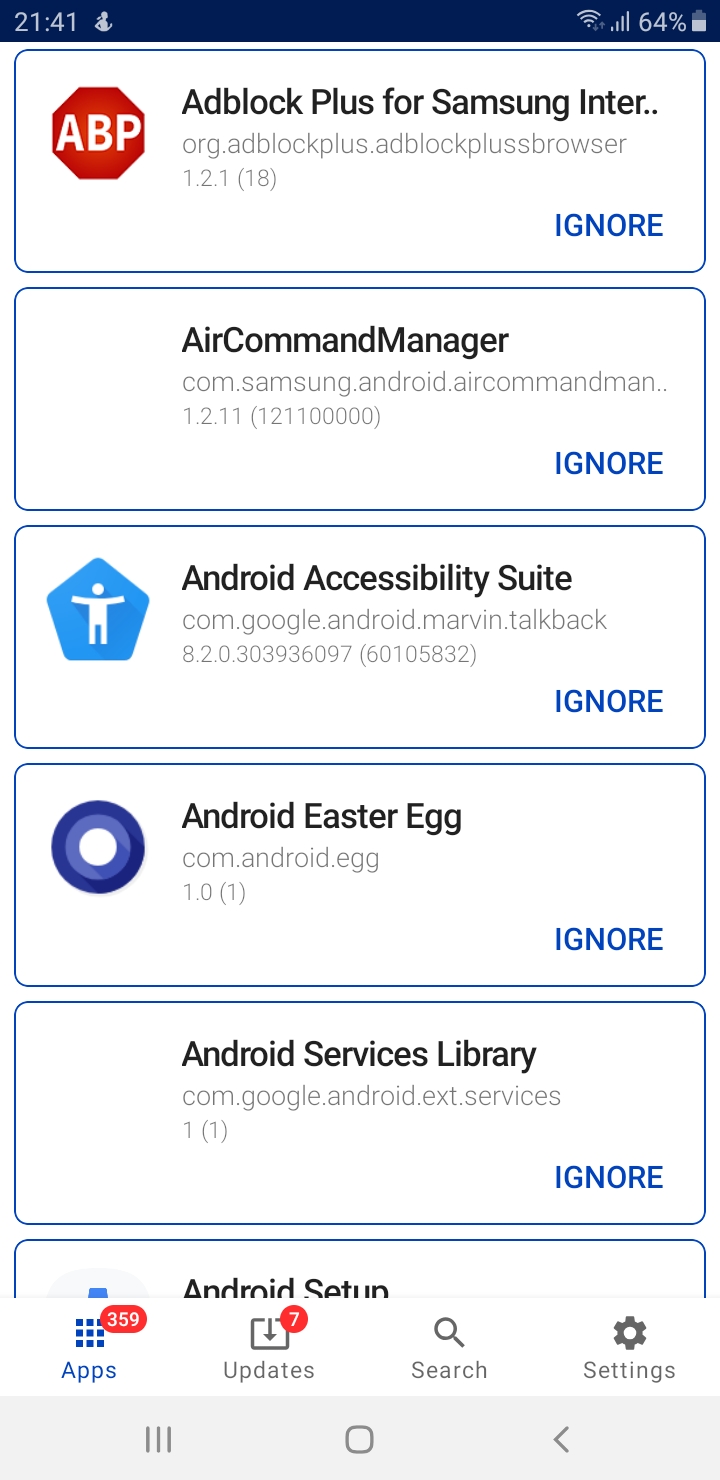 21:41 64%
ABP
Adblock Plus for Samsung Inter..
org.adblockplus.adblockplussbrowser
1.2.1 (18)
IGNORE
AirCommandManager
com.samsung.android.aircommandman..
1.2.11 (121100000)
IGNORE
Android Accessibility Suite
com.google.android.marvin.talkback
8.2.0.303936097 (60105832)
IGNORE
Android Easter Egg
com.android.egg
1.0 (1)
IGNORE
Android Services Library
com.google.android.ext.services
1 (1)
IGNORE
Android Setup
359 7
Apps Updates Search Settings